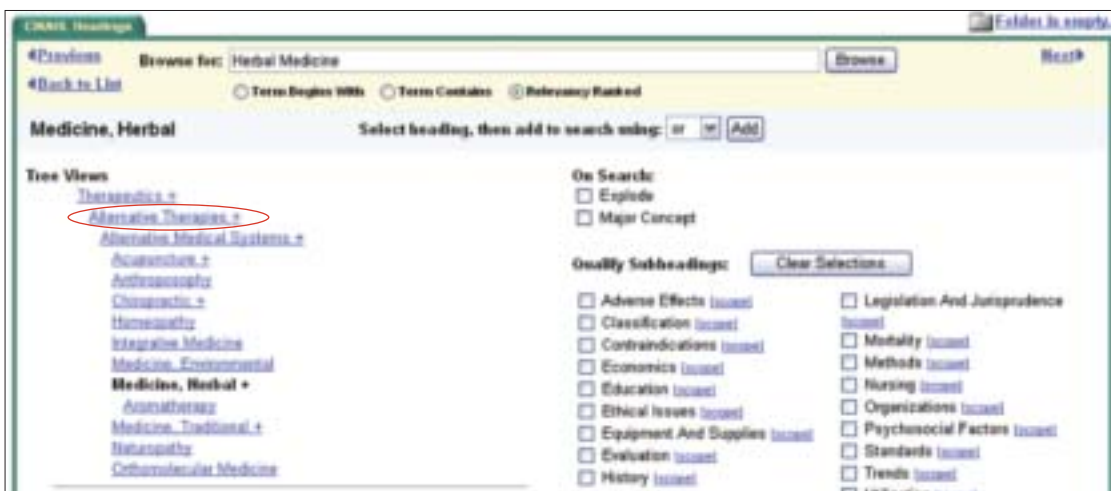 CINAHL Headings
Folder is empty.
Previous Browse for: Herbal Medicine Browse Next
Back to List Term Begins With Term Contains Relevancy Ranked
Medicine, Herbal Select heading, then add to search using: or Add
Tree Views
Therapeutics +
Alternative Therapies +
Alternative Medical Systems +
Acupuncture +
Anthroposophy
Chiropractic +
Homeopathy
Integrative Medicine
Medicine, Environmental
Medicine, Herbal +
Aromatherapy
Medicine, Traditional +
Naturopathy
Orthomolecular Medicine
On Search:
Explode
Major Concept
Qualify Subheadings: Clear Selections
Adverse Effects [scope]
Classification [scope]
Contraindications [scope]
Economics [scope]
Education [scope]
Ethical Issues [scope]
Equipment And Supplies [scope]
Evaluation [scope]
History [scope]
Legislation And Jurisprudence
[scope]
Mortality [scope]
Methods [scope]
Nursing [scope]
Organizations [scope]
Psychosocial Factors [scope]
Standards [scope]
Trends [scope]